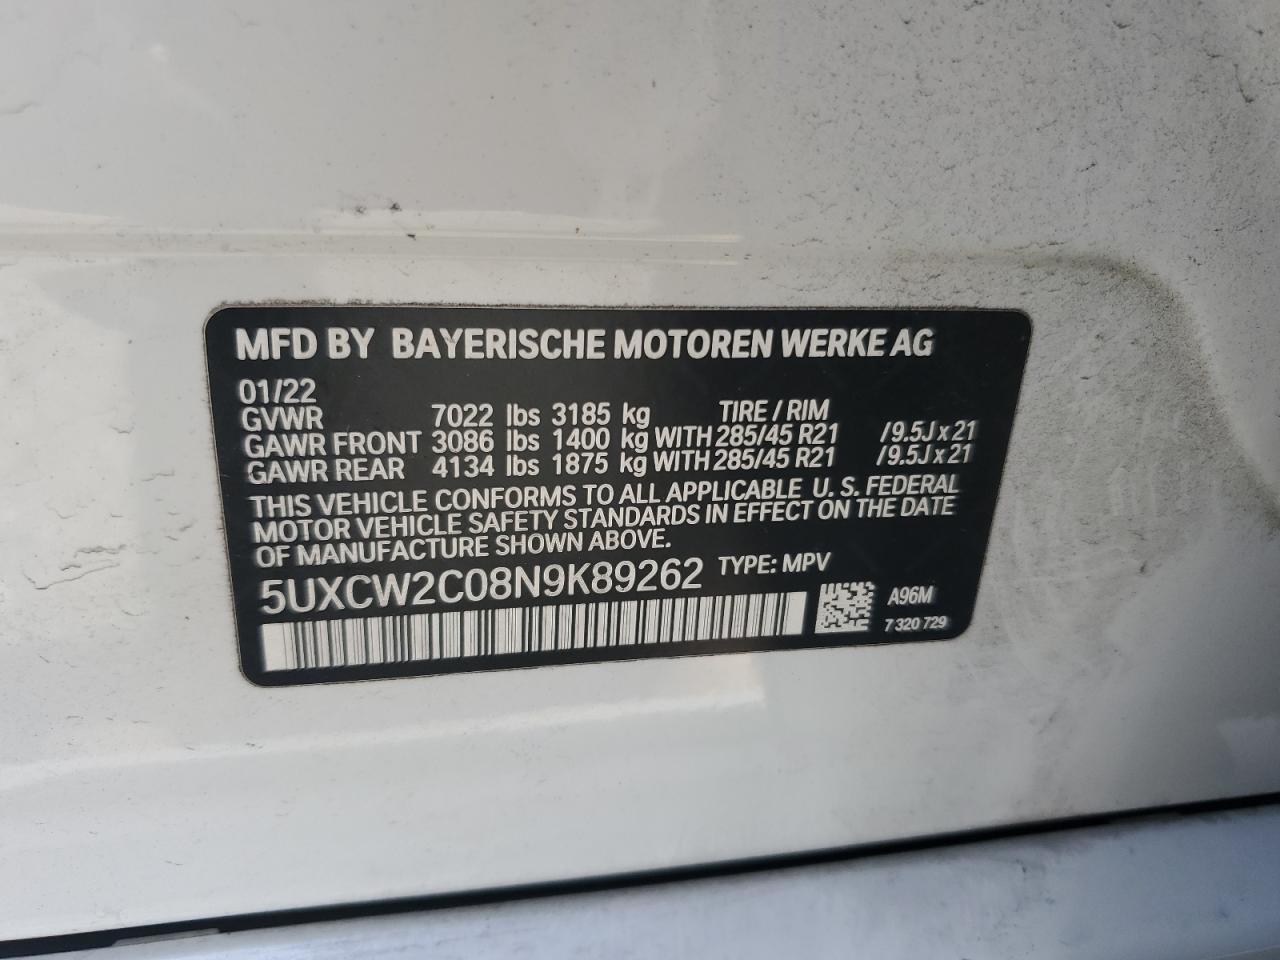 MFD BY BAYERISCHE MOTOREN WERKE AG
01/22
GVWR 7022 lbs 3185 kg TIRE / RIM
GAWR FRONT 3086 lbs 1400 kg WITH 285/45 R21 /9.5J x 21
GAWR REAR 4134 lbs 1875 kg WITH 285/45 R21 /9.5J x 21
THIS VEHICLE CONFORMS TO ALL APPLICABLE U. S. FEDERAL
MOTOR VEHICLE SAFETY STANDARDS IN EFFECT ON THE DATE
OF MANUFACTURE SHOWN ABOVE.
5UXCW2C08N9K89262 TYPE: MPV
A96M
7 320 729